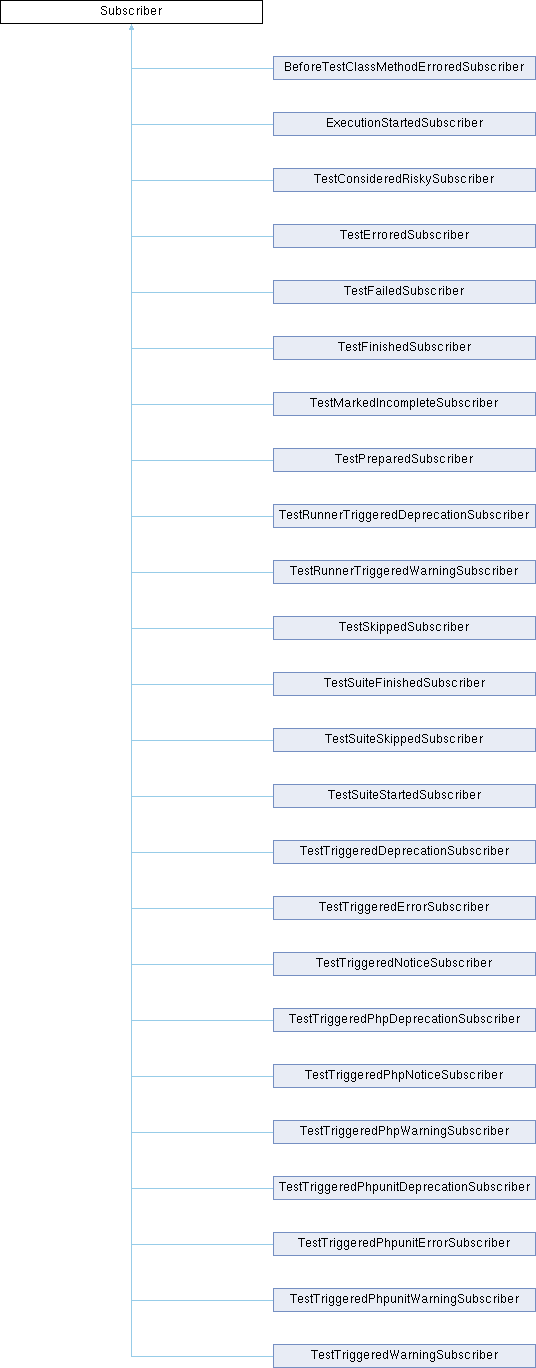 Subscriber
BeforeTestClassMethodErroredSubscriber
ExecutionStartedSubscriber
TestConsideredRiskySubscriber
TestErroredSubscriber
TestFailedSubscriber
TestFinishedSubscriber
TestMarkedIncompleteSubscriber
TestPreparedSubscriber
TestRunnerTriggeredDeprecationSubscriber
TestRunnerTriggeredWarningSubscriber
TestSkippedSubscriber
TestSuiteFinishedSubscriber
TestSuiteSkippedSubscriber
TestSuiteStartedSubscriber
TestTriggeredDeprecationSubscriber
TestTriggeredErrorSubscriber
TestTriggeredNoticeSubscriber
TestTriggeredPhpDeprecationSubscriber
TestTriggeredPhpNoticeSubscriber
TestTriggeredPhpWarningSubscriber
TestTriggeredPhpunitDeprecationSubscriber
TestTriggeredPhpunitErrorSubscriber
TestTriggeredPhpunitWarningSubscriber
TestTriggeredWarningSubscriber